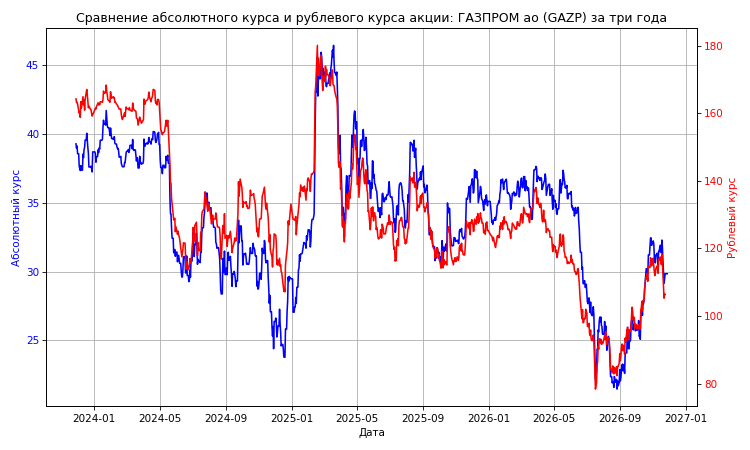 Сравнение абсолютного курса и рублевого курса акции: ГАЗПРОМ ао (GAZP) за три года
45
40
35
30
25
Абсолютный курс
180
160
140
120
100
80
Рублевый курс
2024-01 2024-05 2024-09 2025-01 2025-05 2025-09 2026-01 2026-05 2026-09 2027-01
Дата